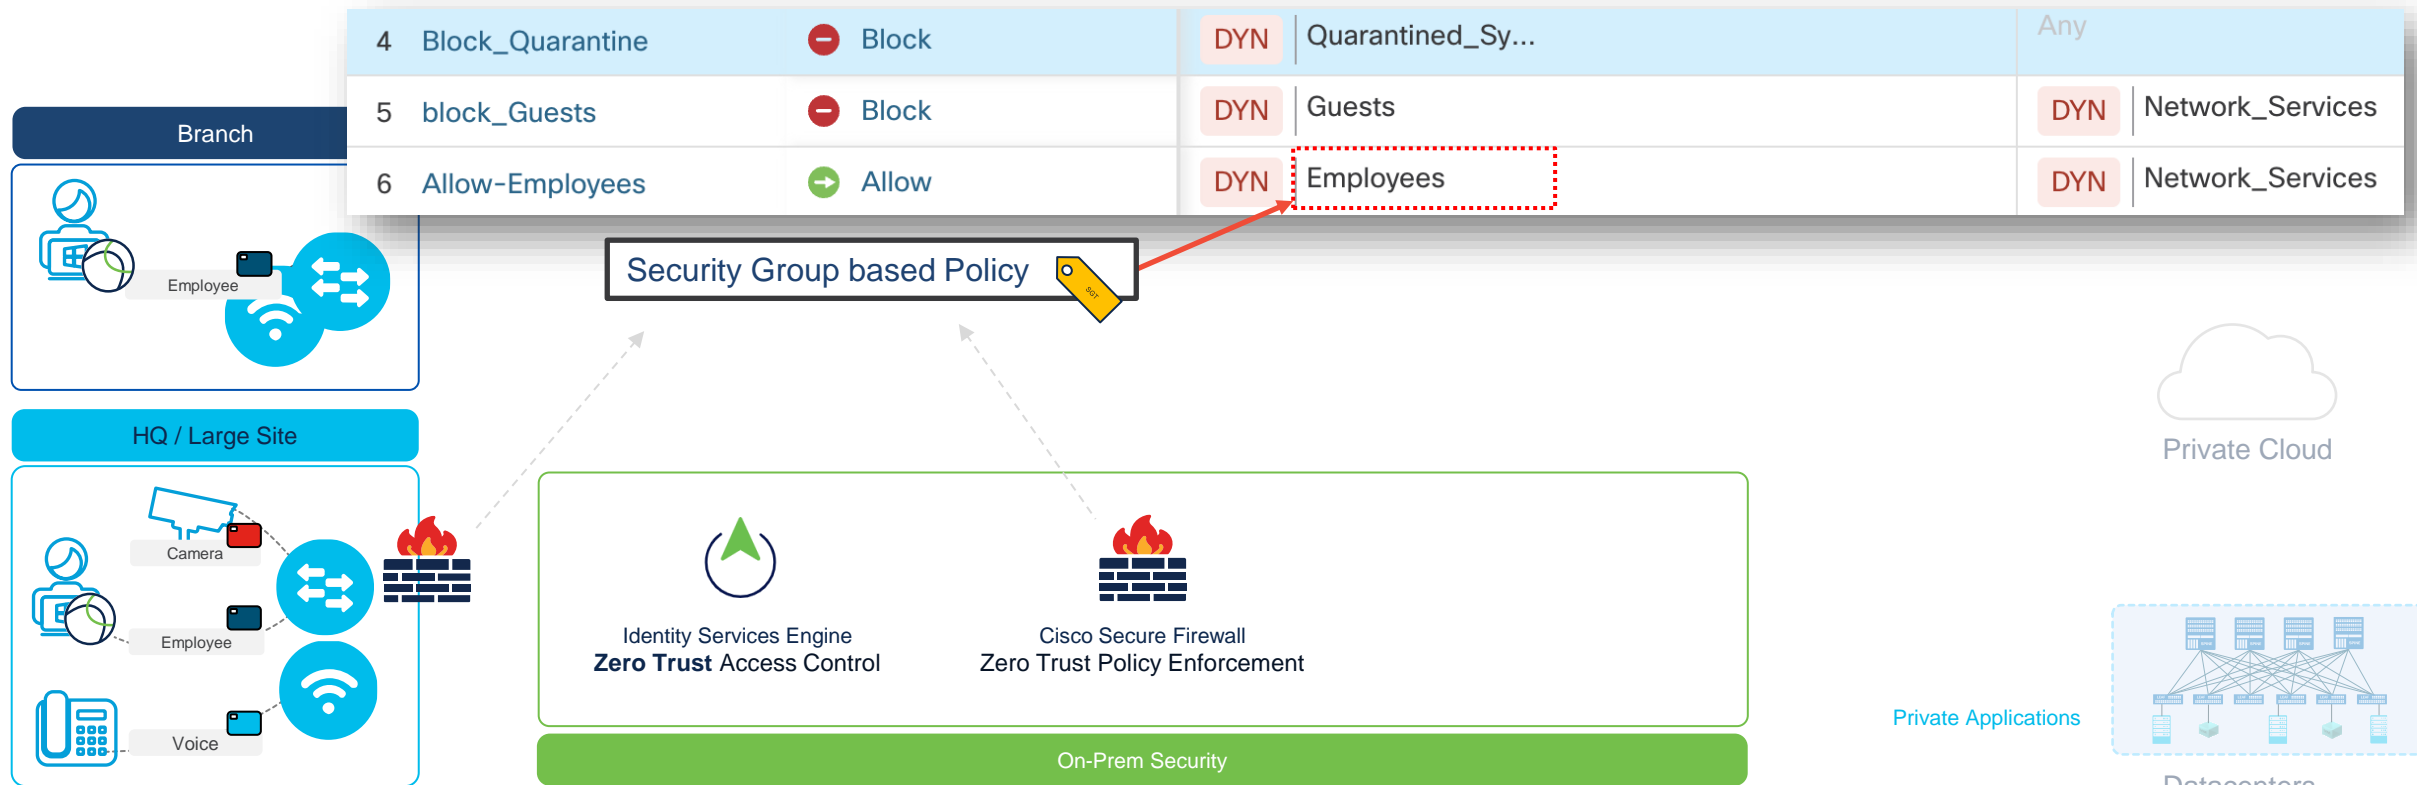 4 Block_Quarantine Block DYN Quarantined_Sy... Any
5 block_Guests Block DYN Guests DYN Network_Services
6 Allow-Employees Allow DYN Employees DYN Network_Services
Branch
Employee
Security Group based Policy
SGT
HQ / Large Site
Camera
Employee
Voice
Identity Services Engine
Zero Trust Access Control
Cisco Secure Firewall
Zero Trust Policy Enforcement
On-Prem Security
Private Cloud
Private Applications
Datacenters